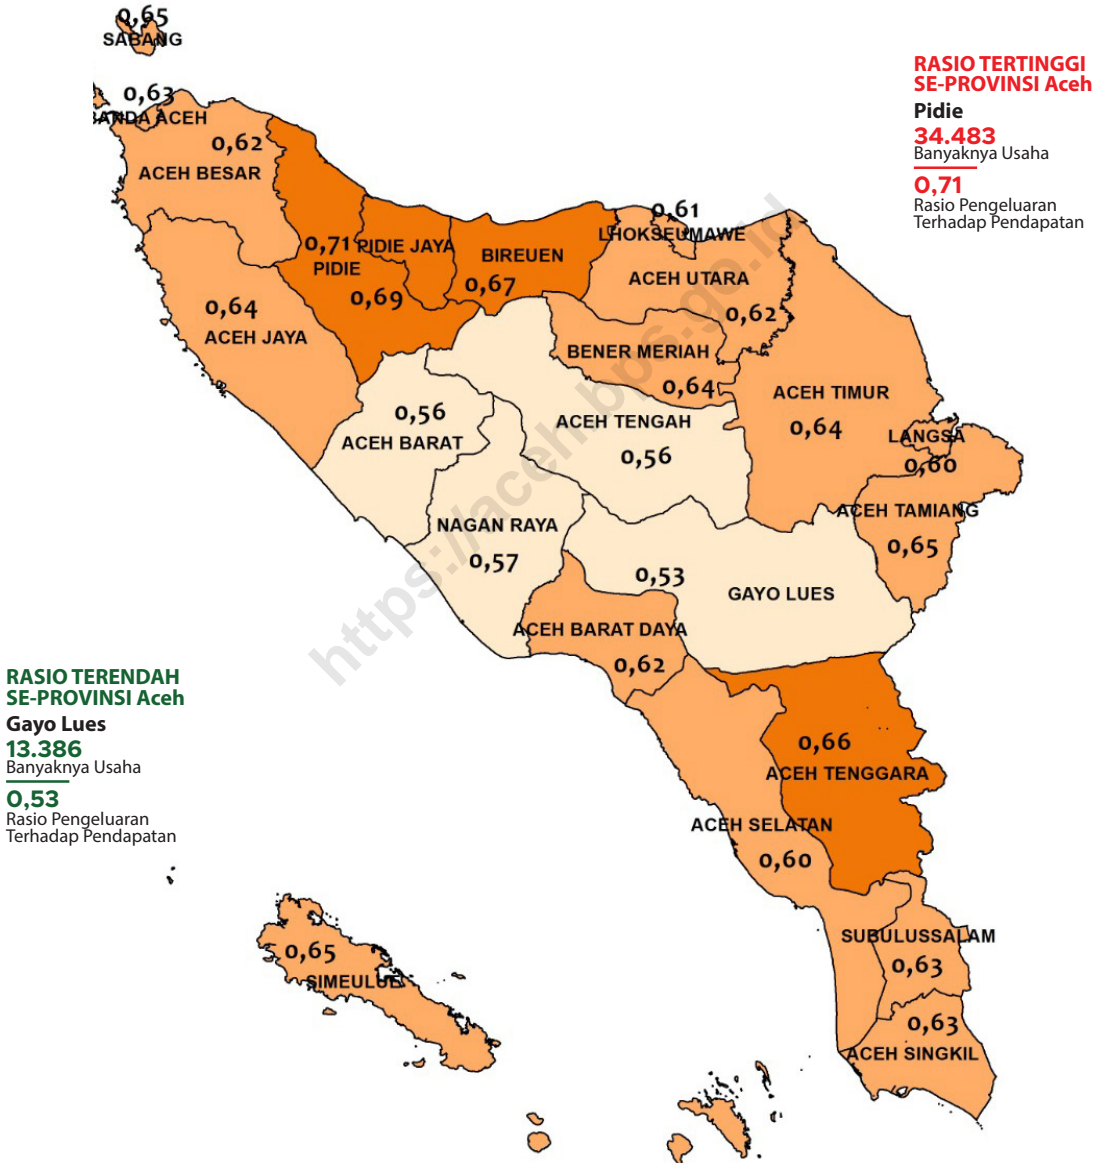 0,65
SABANG
0,63
BANDA ACEH
0,62
ACEH BESAR
RASIO TERTINGGI
SE-PROVINSI Aceh
Pidie
34.483
Banyaknya Usaha
0,71
Rasio Pengeluaran
Terhadap Pendapatan
0,61
LHOKSEUMAWE
0,71
PIDIE
PIDIE JAYA
0,69
BIREUEN
0,67
ACEH UTARA
0,62
0,64
ACEH JAYA
BENER MERIAH
0,64
ACEH TIMUR
0,64
0,56
ACEH BARAT
ACEH TENGAH
0,56
LANGSA
0,60
ACEH TAMIANG
0,65
NAGAN RAYA
0,57
0,53
GAYO LUES
ACEH BARAT DAYA
0,62
https://aceh.bps.go.id
RASIO TERENDAH
SE-PROVINSI Aceh
Gayo Lues
13.386
Banyaknya Usaha
0,53
Rasio Pengeluaran
Terhadap Pendapatan
0,66
ACEH TENGGARA
ACEH SELATAN
0,60
0,65
SIMEULUE
SUBULUSSALAM
0,63
0,63
ACEH SINGKIL